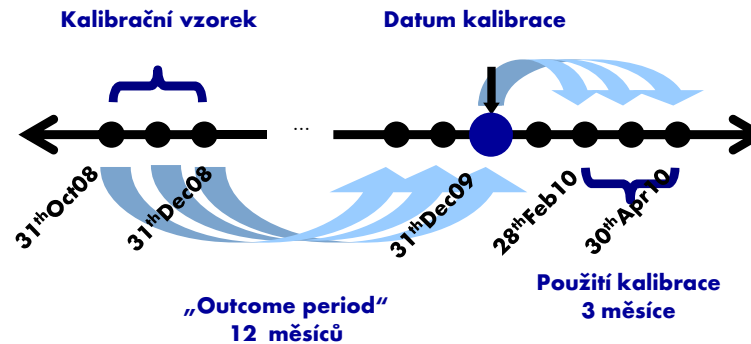 Kalibrační vzorek
Datum kalibrace
...
31thOct08
31thDec08
31thDec09
28thFeb10
30thApr10
„Outcome period“
12 měsíců
Použití kalibrace
3 měsíce